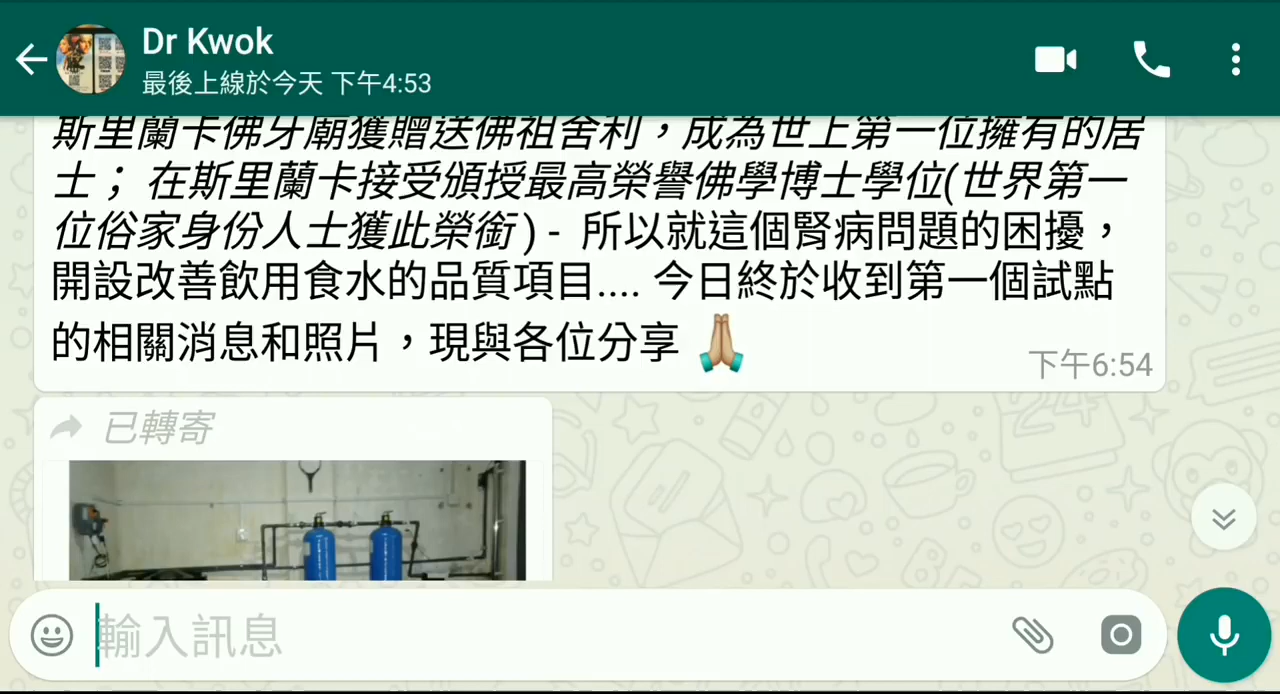 Dr Kwok
最後上線於今天 下午4:53
斯里蘭卡佛牙廟獲贈送佛祖舍利，成為世上第一位擁有的居
士； 在斯里蘭卡接受頒授最高榮譽佛學博士學位(世界第一
位俗家身份人士獲此榮銜 ) - 所以就這個腎病問題的困擾，
開設改善飲用食水的品質項目.... 今日終於收到第一個試點
的相關消息和照片，現與各位分享 🙏🏼
下午6:54
已轉寄
輸入訊息